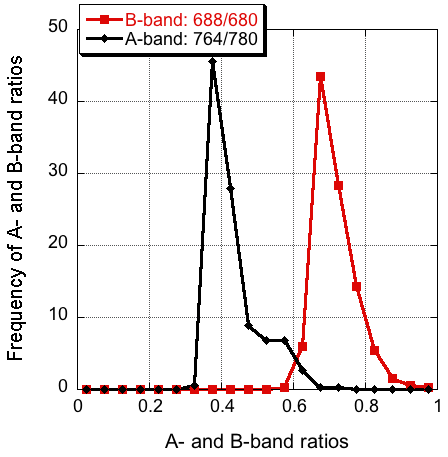 B-band: 688/680
A-band: 764/780
50
40
30
20
10
0
Frequency of A- and B-band ratios
0 0.2 0.4 0.6 0.8 1
A- and B-band ratios